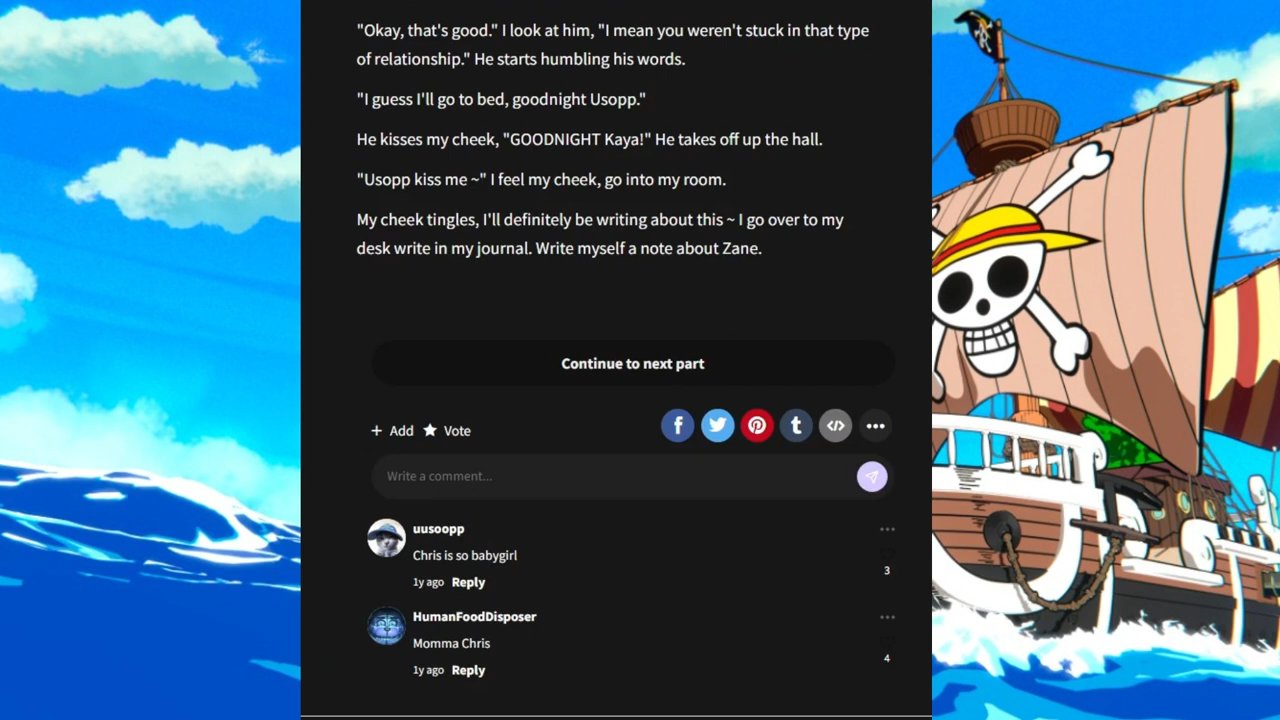 "Okay, that's good." I look at him, "I mean you weren't stuck in that type
of relationship." He starts humbling his words.
"I guess I'll go to bed, goodnight Usopp."
He kisses my cheek, "GOODNIGHT Kaya!" He takes off up the hall.
"Usopp kiss me ~" I feel my cheek, go into my room.
My cheek tingles, I'll definitely be writing about this ~ I go over to my
desk write in my journal. Write myself a note about Zane.
Continue to next part
+ Add ★ Vote
Write a comment...
uusoopp
Chris is so babygirl
1y ago Reply
3
HumanFoodDisposer
Momma Chris
1y ago Reply
4